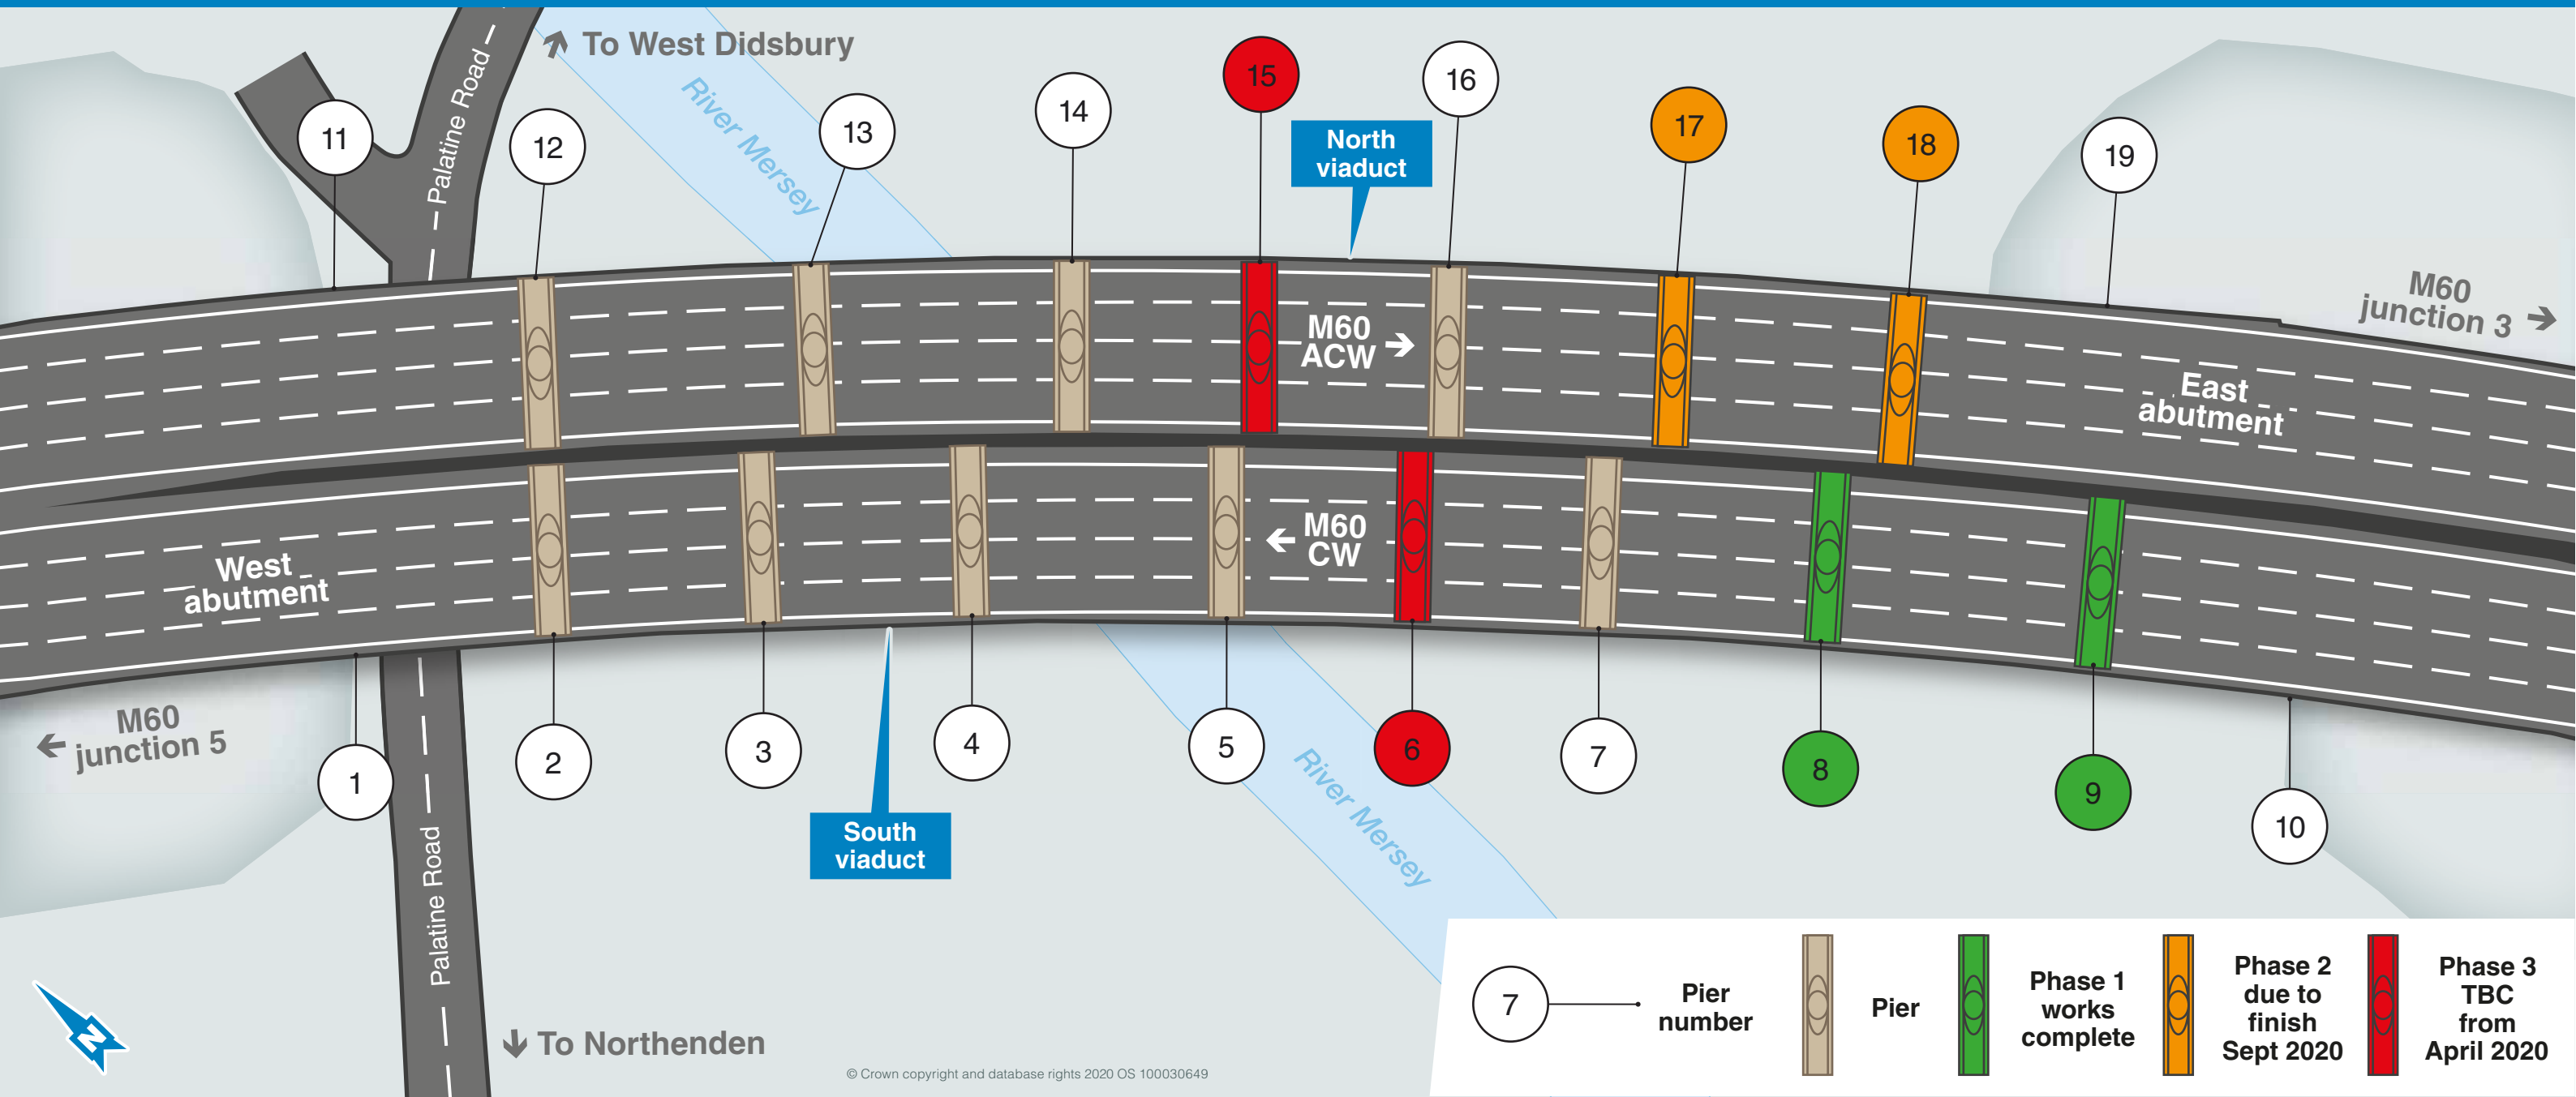 To West Didsbury
Palatine Road
River Mersey
11
12
13
14
15
16
17
18
19
North
viaduct
M60
ACW
M60
junction 3
East
abutment
M60
CW
West
abutment
M60
junction 5
1
2
3
4
5
6
7
8
9
10
South
viaduct
River Mersey
Palatine Road
N
To Northenden
© Crown copyright and database rights 2020 OS 100030649
7
Pier
number
Pier
Phase 1
works
complete
Phase 2
due to
finish
Sept 2020
Phase 3
TBC
from
April 2020